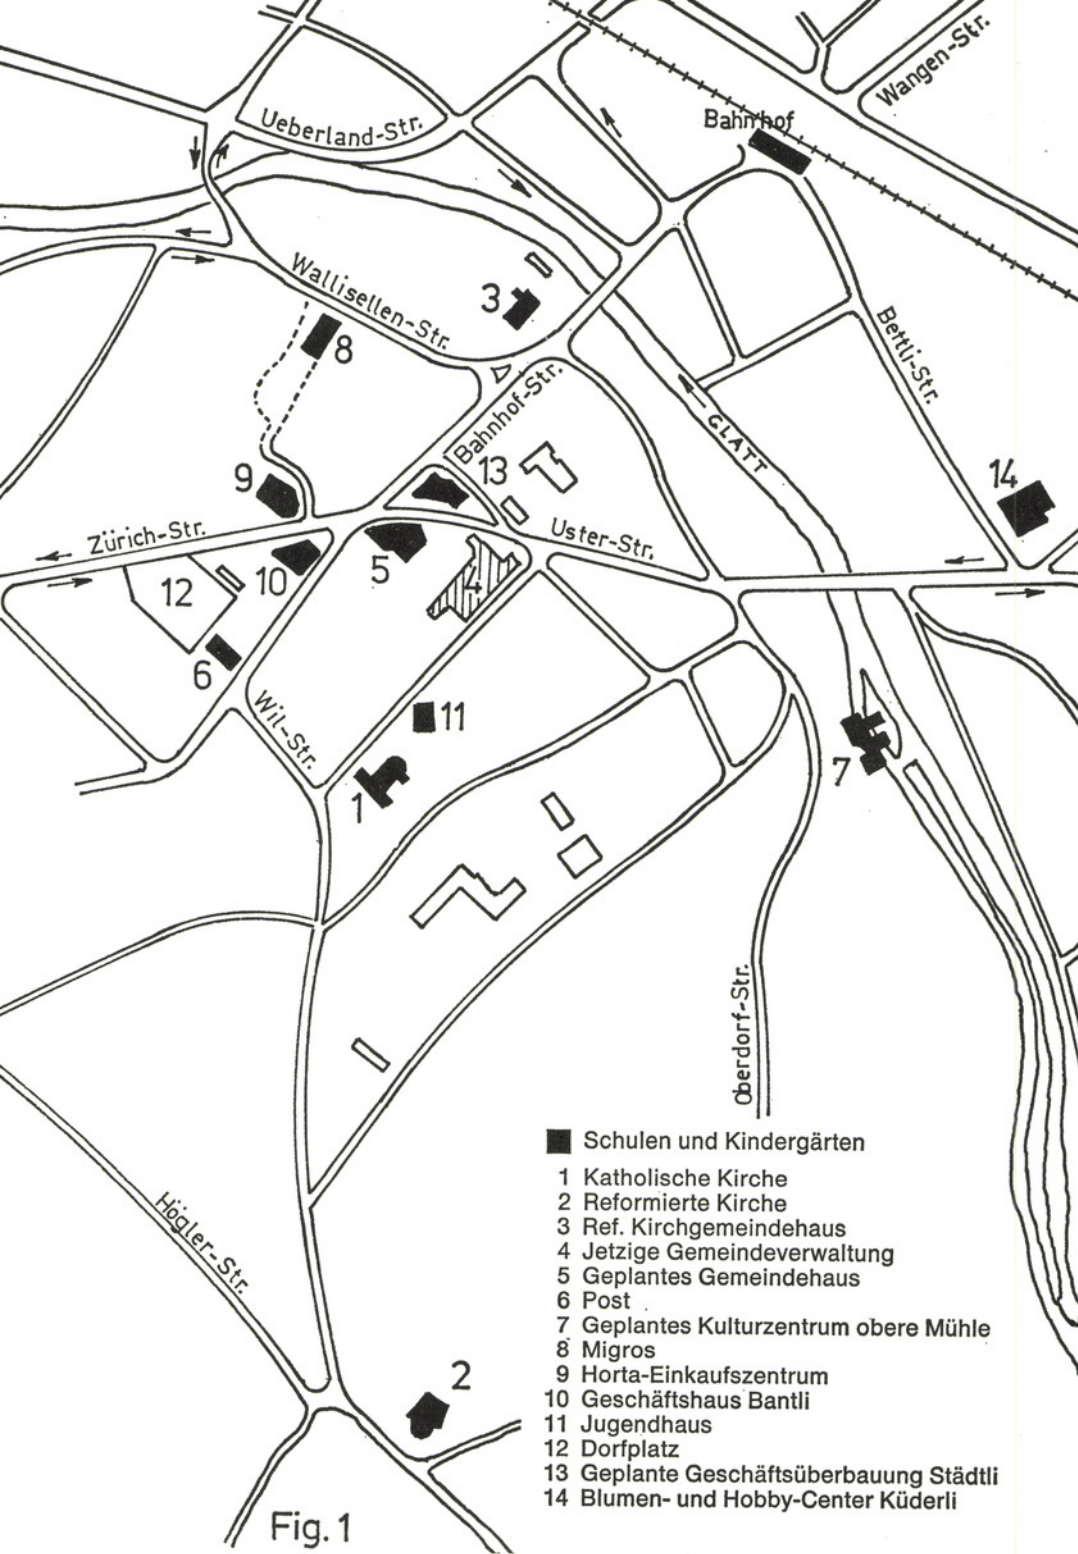 Wangen-Str.
Bahnhof
Ueberland-Str.
Wallisellen-Str.
3
8
Bettli-Str.
Bahnhof-Str.
GLATT
13
9
14
Zürich-Str.
Uster-Str.
5
4
10
12
6
Wil-Str.
11
7
1
Oberdorf-Str.
Högler-Str.
2
Schulen und Kindergärten
1 Katholische Kirche
2 Reformierte Kirche
3 Ref. Kirchgemeindehaus
4 Jetzige Gemeindeverwaltung
5 Geplantes Gemeindehaus
6 Post
7 Geplantes Kulturzentrum obere Mühle
8 Migros
9 Horta-Einkaufszentrum
10 Geschäftshaus Bantli
11 Jugendhaus
12 Dorfplatz
13 Geplante Geschäftsüberbauung Städtli
14 Blumen- und Hobby-Center Küderli
Fig. 1